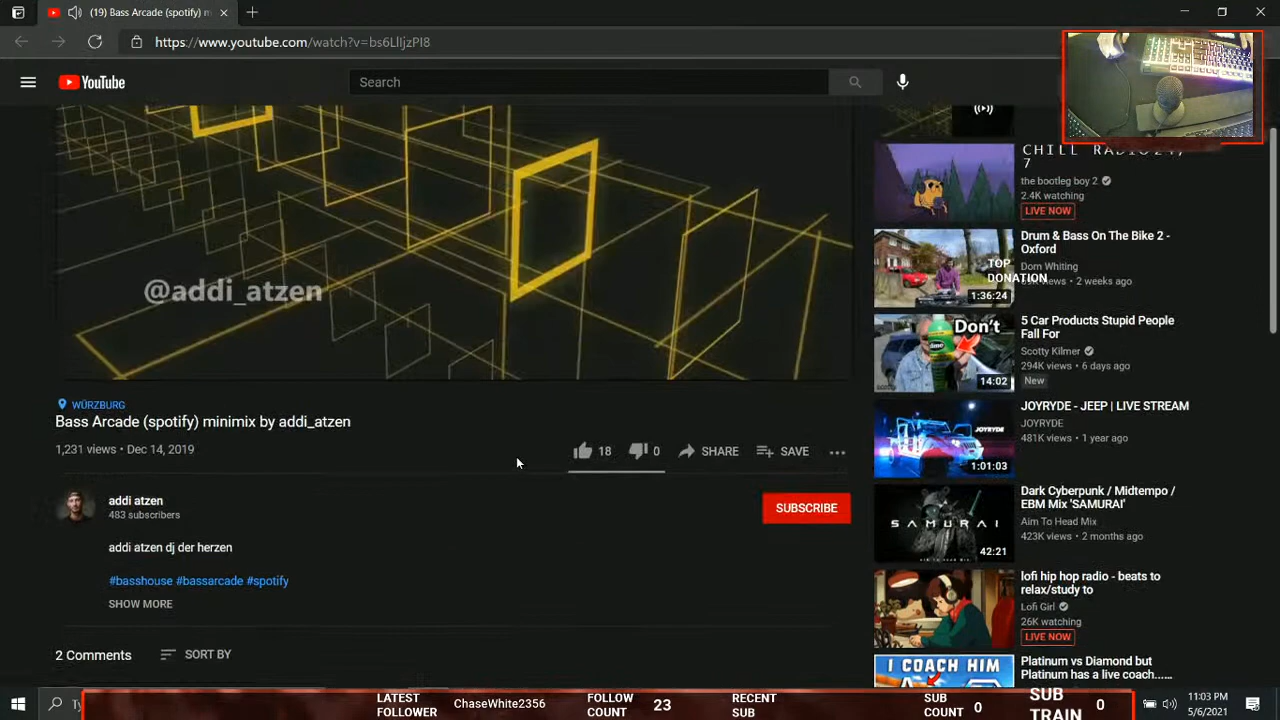 (19) Bass Arcade (spotify) mi
https://www.youtube.com/watch?v=bs6LlIjzPI8
YouTube
Search
@addi_atzen
WÜRZBURG
Bass Arcade (spotify) minimix by addi_atzen
1,231 views • Dec 14, 2019
18
0
SHARE
SAVE
addi atzen
483 subscribers
SUBSCRIBE
addi atzen dj der herzen
#basshouse #bassarcade #spotify
SHOW MORE
2 Comments
SORT BY
CHILL RADIO 24/
7
the bootleg boy 2
2.4K watching
LIVE NOW
Drum & Bass On The Bike 2 -
Oxford
Dom Whiting
views • 2 weeks ago
1:36:24
TOP
DONATION
5 Car Products Stupid People
Fall For
Scotty Kilmer
294K views • 6 days ago
New
Don't
14:02
JOYRYDE - JEEP | LIVE STREAM
JOYRYDE
481K views • 1 year ago
JOYRYDE
1:01:03
Dark Cyberpunk / Midtempo /
EBM Mix 'SAMURAI'
Aim To Head Mix
423K views • 2 months ago
SAMURAI
42:21
lofi hip hop radio - beats to
relax/study to
Lofi Girl
26K watching
LIVE NOW
Platinum vs Diamond but
Platinum has a live coach......
I COACH HIM
LATEST
FOLLOWER
ChaseWhite2356
FOLLOW
COUNT
23
RECENT
SUB
SUB
COUNT
0
SUB
TRAIN
0
11:03 PM
5/6/2021